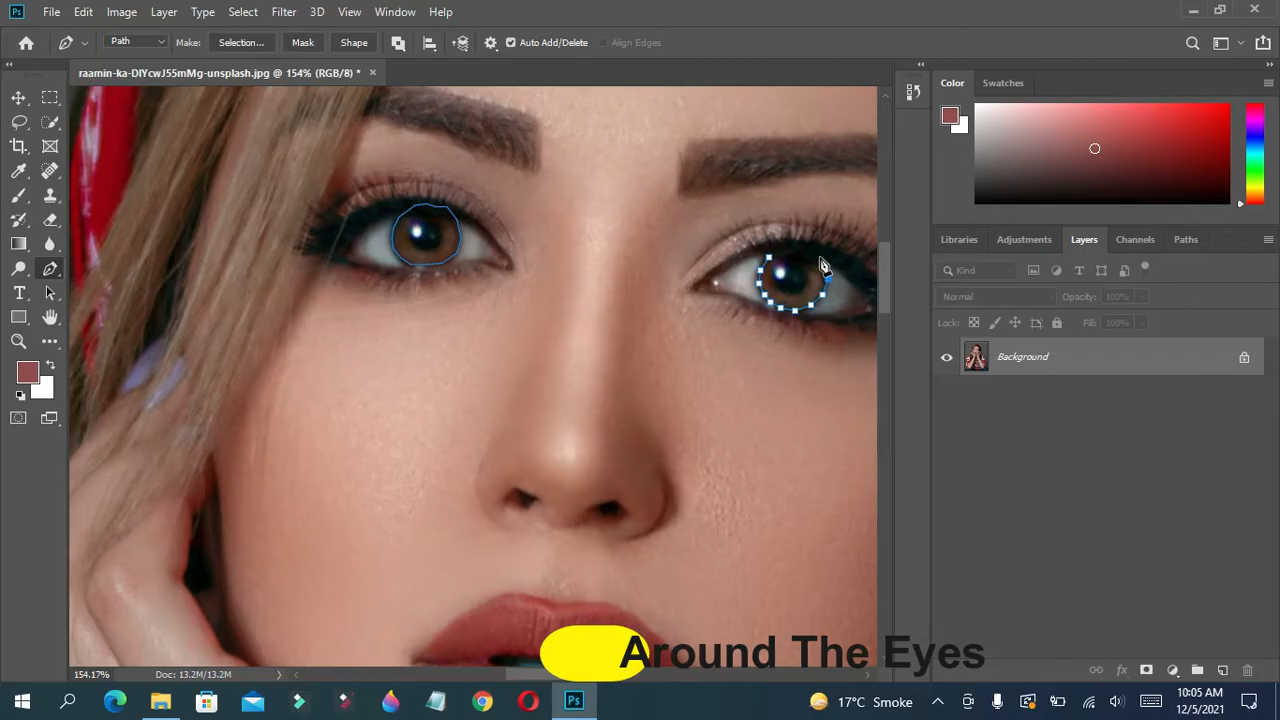 Ps File Edit Image Layer Type Select Filter 3D View Window Help
Path Make: Selection... Mask Shape Auto Add/Delete Align Edges
raamin-ka-DIYcwJ55mMg-unsplash.jpg @ 154% (RGB/8) *
Color Swatches
Libraries Adjustments Layers Channels Paths
Kind
Normal Opacity: 100%
Lock: Fill: 100%
Background
Around The Eyes
154.17% Doc: 13.2M/13.2M
Ps 17°C Smoke 10:05 AM
12/5/2021